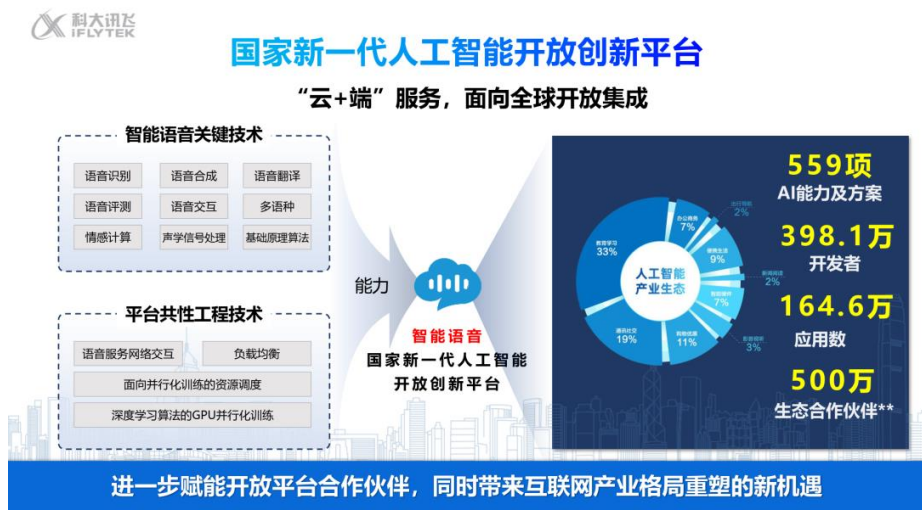 科大讯飞
iFLYTEK
国家新一代人工智能开放创新平台
“云+端”服务，面向全球开放集成
智能语音关键技术
语音识别
语音合成
语音翻译
语音评测
语音交互
多语种
情感计算
声学信号处理
基础原理算法
平台共性工程技术
语音服务网络交互
负载均衡
面向并行化训练的资源调度
深度学习算法的GPU并行化训练
能力
智能语音
国家新一代人工智能
开放创新平台
人工智能
产业生态
教育学习
33%
办公商务
7%
出行导航
2%
便携生活
9%
新闻阅读
2%
智能硬件
7%
影音视听
3%
购物优惠
11%
通讯社交
19%
559项
AI能力及方案
398.1万
开发者
164.6万
应用数
500万
生态合作伙伴**
进一步赋能开放平台合作伙伴，同时带来互联网产业格局重塑的新机遇